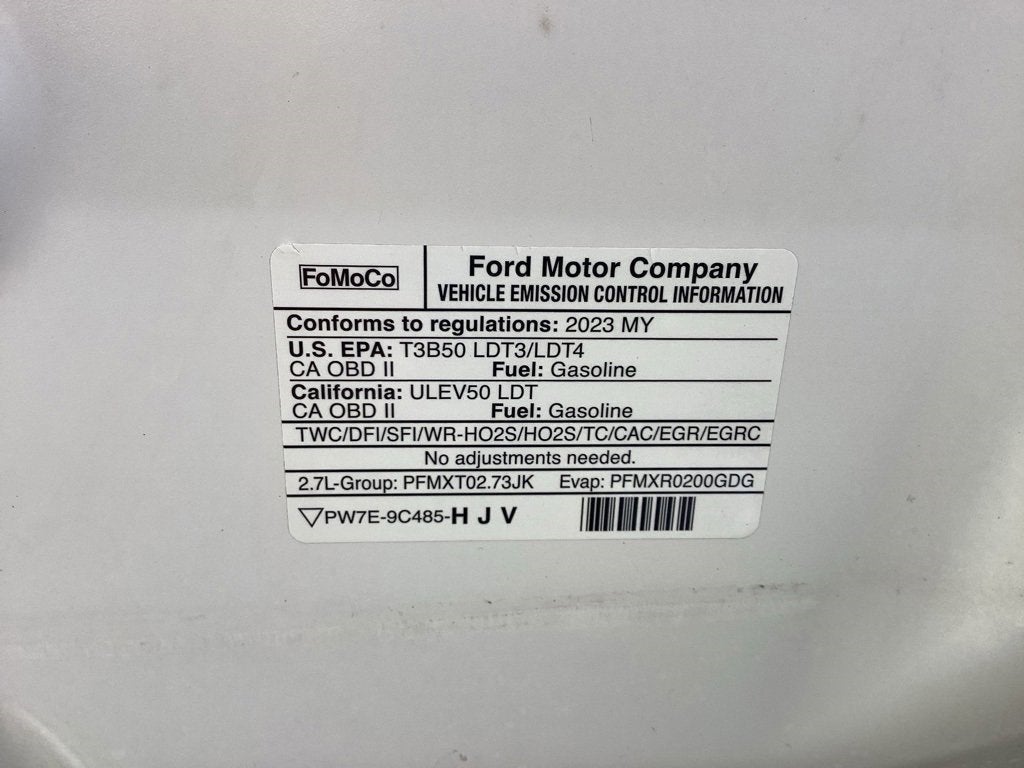 FoMoCo
Ford Motor Company
VEHICLE EMISSION CONTROL INFORMATION
Conforms to regulations: 2023 MY
U.S. EPA: T3B50 LDT3/LDT4
CA OBD II Fuel: Gasoline
California: ULEV50 LDT
CA OBD II Fuel: Gasoline
TWC/DFI/SFI/WR-HO2S/HO2S/TC/CAC/EGR/EGRC
No adjustments needed.
2.7L-Group: PFMXT02.73JK Evap: PFMXR0200GDG
PW7E-9C485-H J V